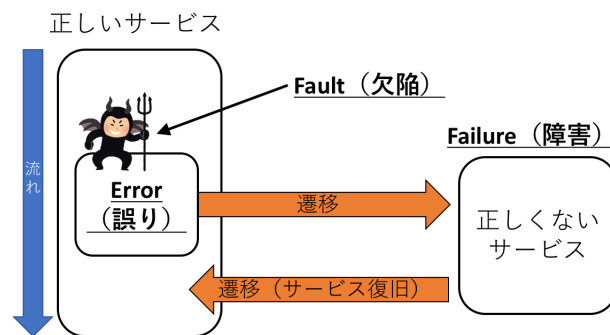 正しいサービス
Fault（欠陥）
Failure（障害）
流れ
Error
（誤り）
遷移
正しくない
サービス
遷移（サービス復旧）